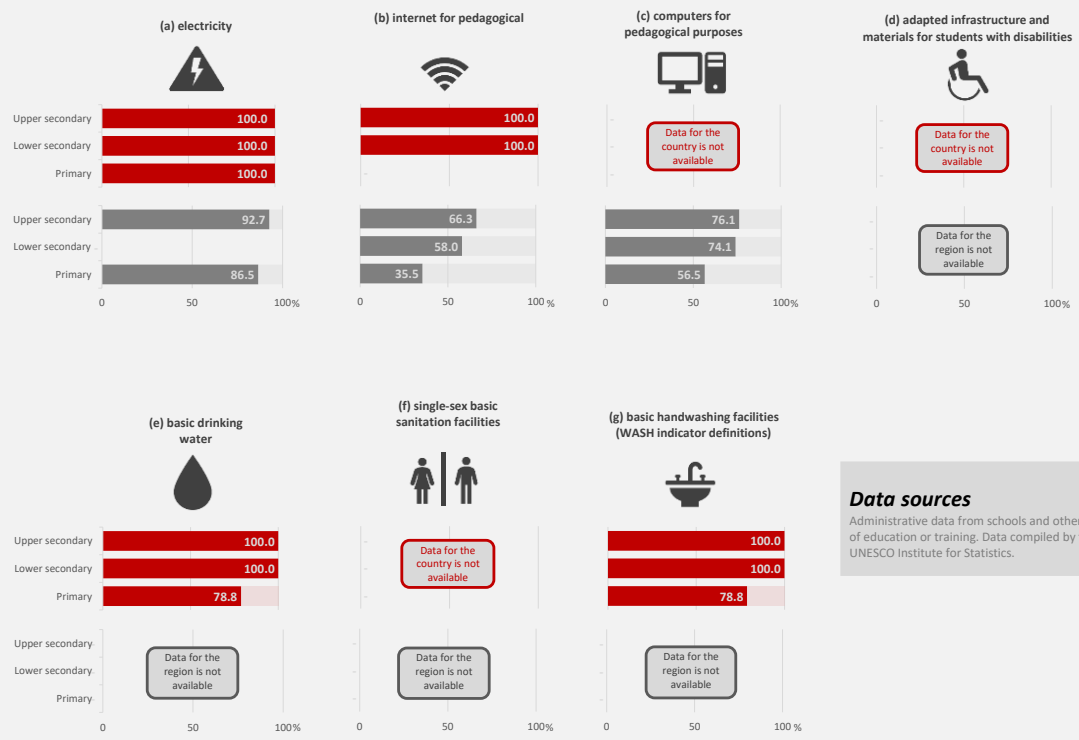 (a) electricity
(b) internet for pedagogical
(c) computers for
pedagogical purposes
(d) adapted infrastructure and
materials for students with disabilities
Upper secondary
100.0
Lower secondary
100.0
Primary
100.0
100.0
100.0
Data for the
country is not
available
Data for the
country is not
available
Upper secondary
92.7
Lower secondary
Primary
86.5
0
50
100%
66.3
58.0
35.5
0
50
100%
76.1
74.1
56.5
0
50
100%
Data for the
region is not
available
0
50
100%
(e) basic drinking
water
(f) single-sex basic
sanitation facilities
(g) basic handwashing facilities
(WASH indicator definitions)
Upper secondary
100.0
Lower secondary
100.0
Primary
78.8
Data for the
country is not
available
100.0
100.0
78.8
Data sources
Administrative data from schools and other
of education or training. Data compiled by
UNESCO Institute for Statistics.
Upper secondary
Lower secondary
Primary
Data for the
region is not
available
0
50
100%
Data for the
region is not
available
0
50
100%
Data for the
region is not
available
0
50
100%